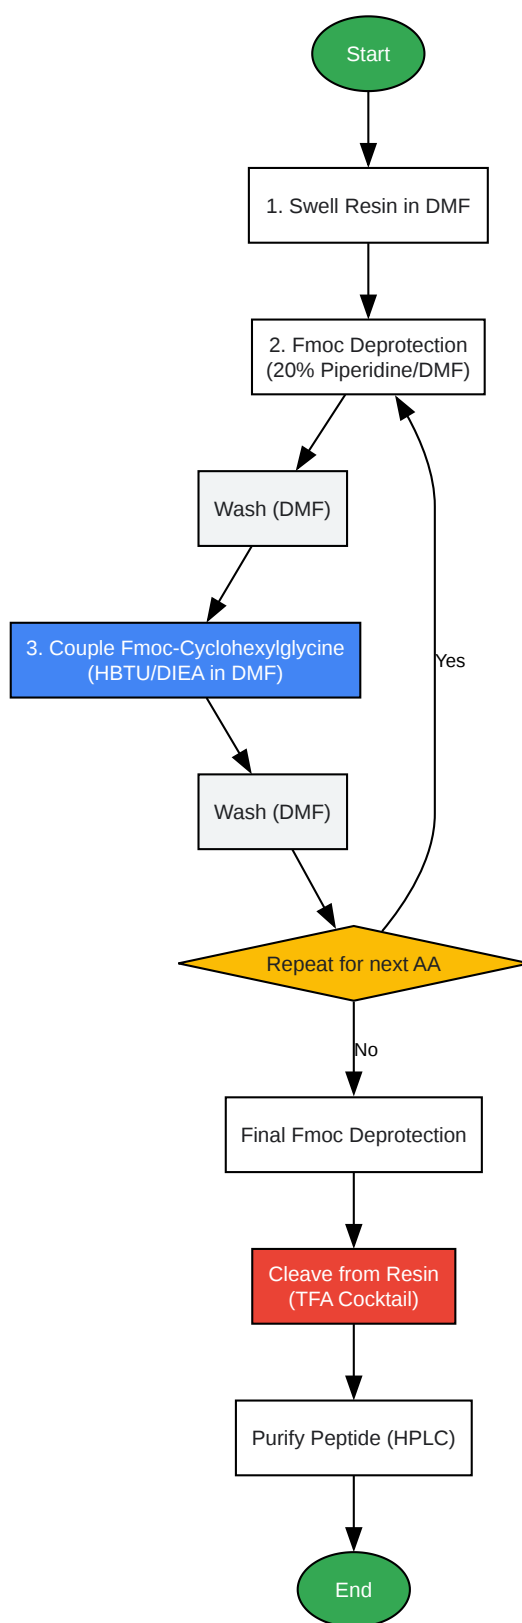 Start
1. Swell Resin in DMF
2. Fmoc Deprotection
(20% Piperidine/DMF)
Wash (DMF)
3. Couple Fmoc-Cyclohexylglycine
(HBTU/DIEA in DMF)
Yes
Wash (DMF)
Repeat for next AA
No
Final Fmoc Deprotection
Cleave from Resin
(TFA Cocktail)
Purify Peptide (HPLC)
End